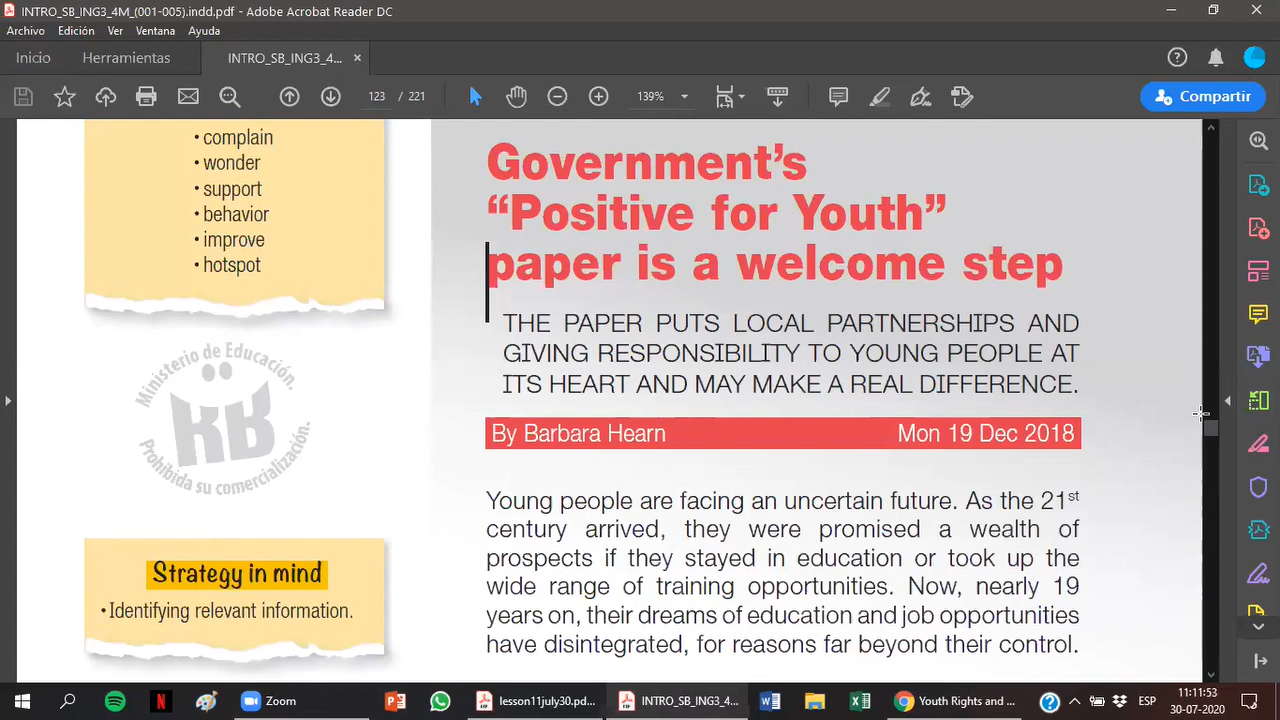 INTRO_SB_ING3_4M_(001-005).indd.pdf - Adobe Acrobat Reader DC
Archivo Edición Ver Ventana Ayuda
Inicio Herramientas INTRO_SB_ING3_4... ×
123 / 221 139% Compartir
• complain
• wonder
• support
• behavior
• improve
• hotspot
Ministerio de Educación.
KB
Prohibida su comercialización.
Strategy in mind
• Identifying relevant information.
Government's
“Positive for Youth”
paper is a welcome step
THE PAPER PUTS LOCAL PARTNERSHIPS AND
GIVING RESPONSIBILITY TO YOUNG PEOPLE AT
ITS HEART AND MAY MAKE A REAL DIFFERENCE.
By Barbara Hearn Mon 19 Dec 2018
Young people are facing an uncertain future. As the 21st
century arrived, they were promised a wealth of
prospects if they stayed in education or took up the
wide range of training opportunities. Now, nearly 19
years on, their dreams of education and job opportunities
have disintegrated, for reasons far beyond their control.
Zoom lesson11july30.pd... INTRO_SB_ING3_4... Youth Rights and ... ESP 11:11:53
30-07-2020